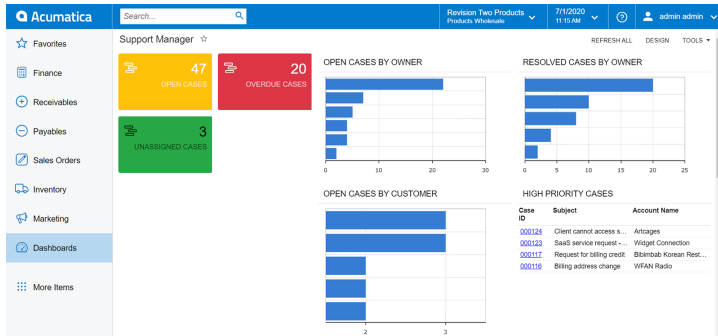 Acumatica
Search...
Revision Two Products
Products Wholesale
7/1/2020
11:15 AM
admin admin
Favorites
Finance
Receivables
Payables
Sales Orders
Inventory
Marketing
Dashboards
More Items
Support Manager
REFRESH ALL DESIGN TOOLS
47
OPEN CASES
20
OVERDUE CASES
3
UNASSIGNED CASES
OPEN CASES BY OWNER
0 10 20 30
RESOLVED CASES BY OWNER
0 5 10 15 20 25
OPEN CASES BY CUSTOMER
2 3
HIGH PRIORITY CASES
Case ID Subject Account Name
000124 Client cannot access s... Artcages
000123 SaaS service request -... Widget Connection
000117 Request for billing credit Bibimbab Korean Rest...
000116 Billing address change WFAN Radio